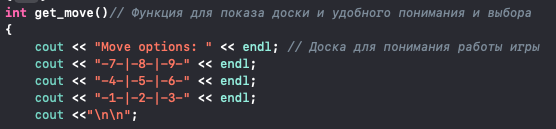 int get_move()// Функция для показа доски и удобного понимания и выбора
{
cout << "Move options: " << endl; // Доска для понимания работы игры
cout << "-7-|-8-|-9-" << endl;
cout << "-4-|-5-|-6-" << endl;
cout << "-1-|-2-|-3-" << endl;
cout <<"\n\n";